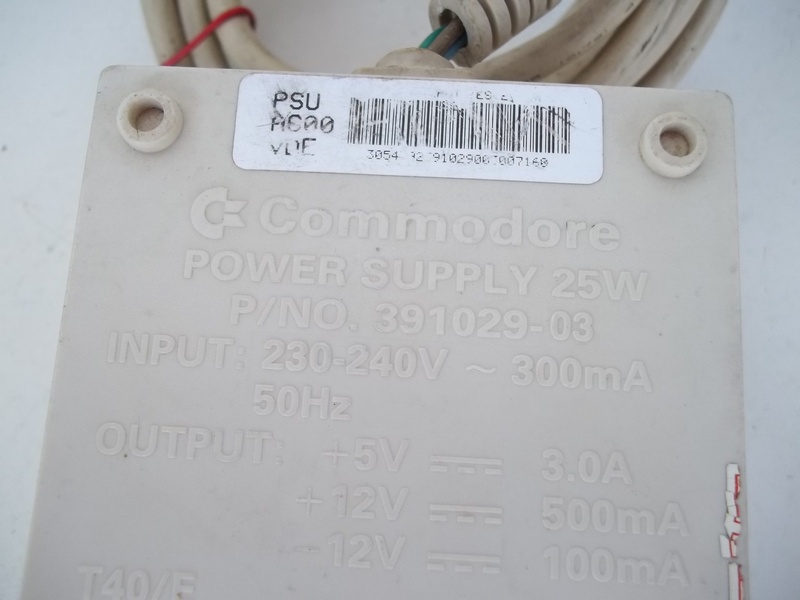 PSU
A600
VDE
Commodore
POWER SUPPLY 25W
P/NO. 391029-03
INPUT: 230-240V ~ 300mA
50Hz
OUTPUT: +5V ⎓ 3.0A
+12V ⎓ 500mA
-12V ⎓ 100mA
T40/E